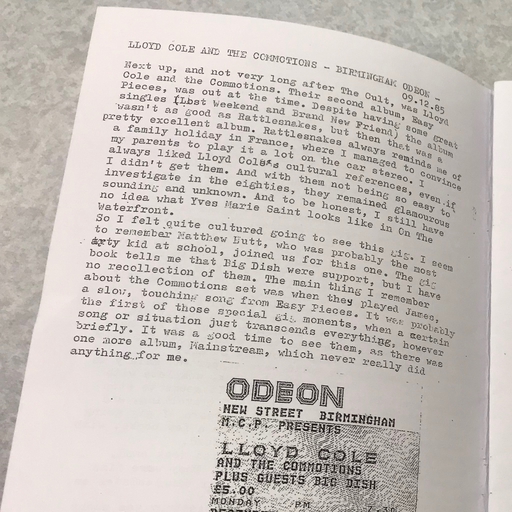 LLOYD COLE AND THE COMMOTIONS - BIRMINGHAM ODEON -
09.12.85
Next up, and not very long after The Cult, was Lloyd
Cole and the Commotions. Their second album, Easy
Pieces, was out at the time. Despite having some great
singles (Lost Weekend and Brand New Friend) the album
wasn't as good as Rattlesnakes, but then that was a
pretty excellent album. Rattlesnakes always reminds me of
a family holiday in France, where I managed to convince
my parents to play it a lot on the car stereo. I
always liked Lloyd Cole's cultural references, even if
I didn't get them. And with them not being so easy to
investigate in the eighties, they remained glamourous
sounding and unknown. And to be honest, I still have
no idea what Yves Marie Saint looks like in On The
Waterfront.
So I felt quite cultured going to see this gig. I seem
to remember Matthew Butt, who was probably the most
arty kid at school, joined us for this one. The gig
book tells me that Big Dish were support, but I have
no recollection of them. The main thing I remember
about the Commotions set was when they played James,
a slow, touching song from Easy Pieces. It was probably
the first of those special gig moments, when a certain
song or situation just transcends everything, however
briefly. It was a good time to see them, as there was
one more album, Mainstream, which never really did
anything for me.
ODEON
NEW STREET BIRMINGHAM
M.C.P. PRESENTS
LLOYD COLE
AND THE COMMOTIONS
PLUS GUESTS BIG DISH
£5.00
MONDAY PM 7.30